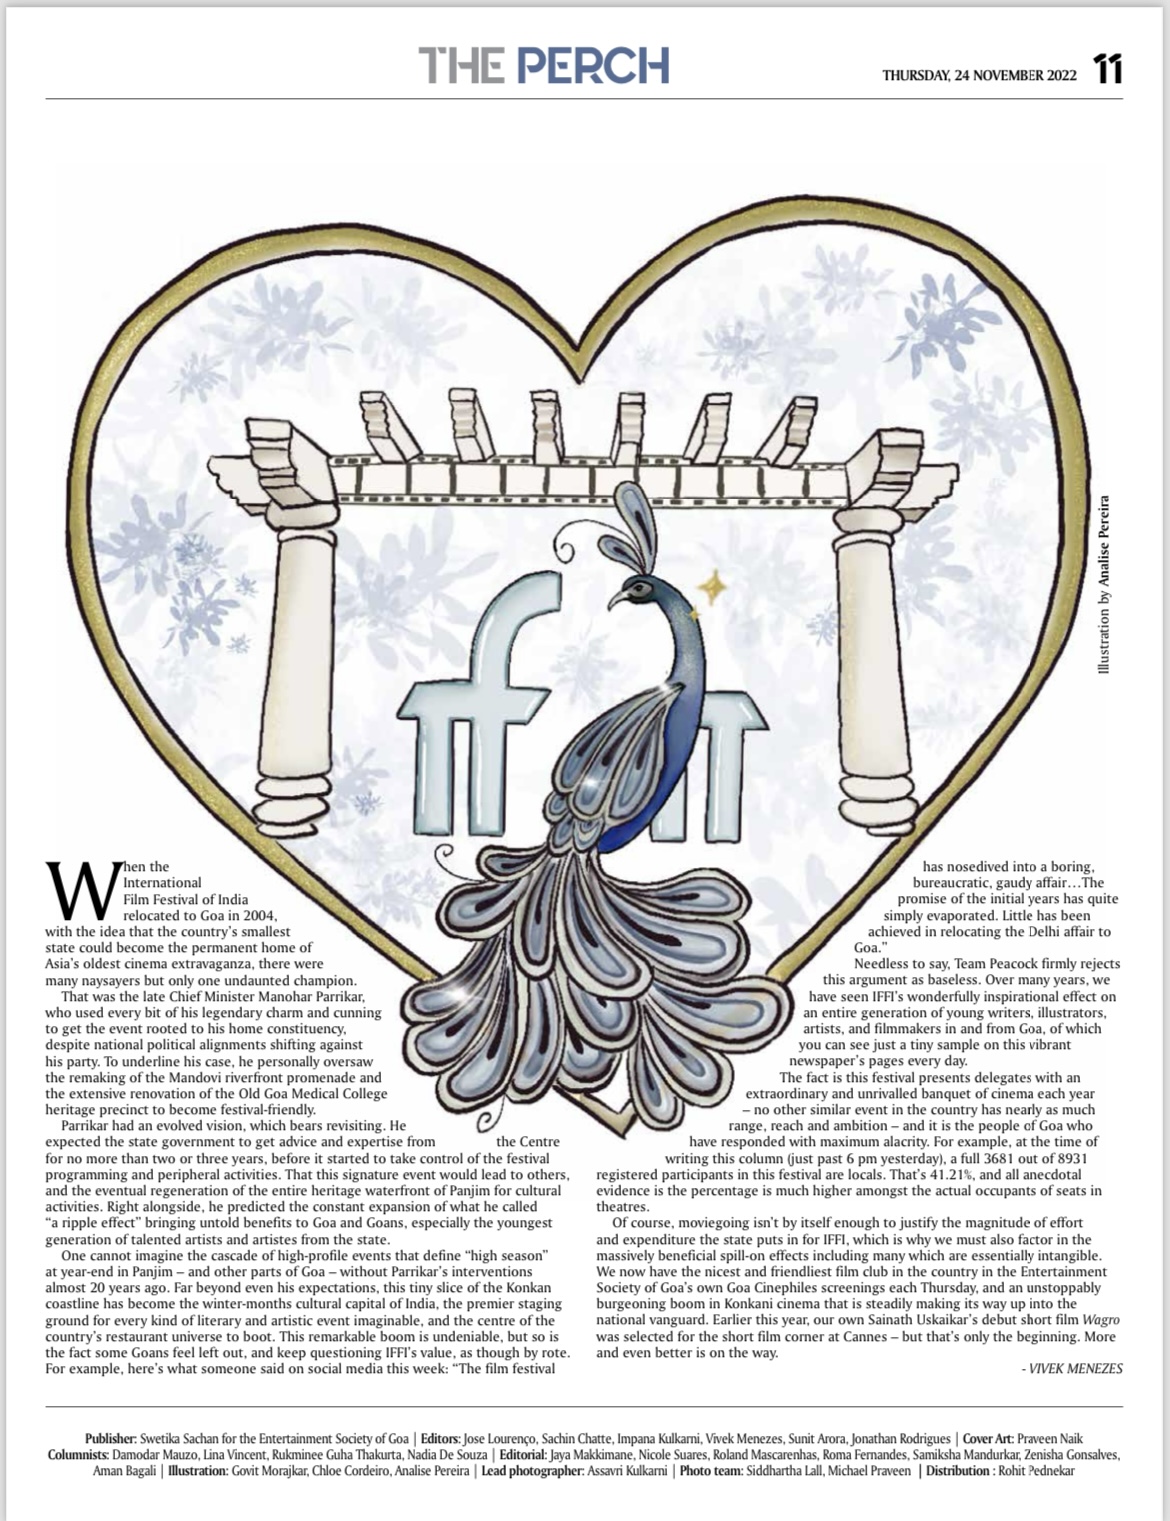 THE PERCH
THURSDAY, 24 NOVEMBER 2022 11
ffi
Illustration by Analise Pereira
When the
International
Film Festival of India
relocated to Goa in 2004,
with the idea that the country's smallest
state could become the permanent home of
Asia's oldest cinema extravaganza, there were
many naysayers but only one undaunted champion.
That was the late Chief Minister Manohar Parrikar,
who used every bit of his legendary charm and cunning
to get the event rooted to his home constituency,
despite national political alignments shifting against
his party. To underline his case, he personally oversaw
the remaking of the Mandovi riverfront promenade and
the extensive renovation of the Old Goa Medical College
heritage precinct to become festival-friendly.
Parrikar had an evolved vision, which bears revisiting. He
expected the state government to get advice and expertise from the Centre
for no more than two or three years, before it started to take control of the festival
programming and peripheral activities. That this signature event would lead to others,
and the eventual regeneration of the entire heritage waterfront of Panjim for cultural
activities. Right alongside, he predicted the constant expansion of what he called
"a ripple effect" bringing untold benefits to Goa and Goans, especially the youngest
generation of talented artists and artistes from the state.
One cannot imagine the cascade of high-profile events that define "high season"
at year-end in Panjim – and other parts of Goa – without Parrikar's interventions
almost 20 years ago. Far beyond even his expectations, this tiny slice of the Konkan
coastline has become the winter-months cultural capital of India, the premier staging
ground for every kind of literary and artistic event imaginable, and the centre of the
country's restaurant universe to boot. This remarkable boom is undeniable, but so is
the fact some Goans feel left out, and keep questioning IFFI's value, as though by rote.
For example, here's what someone said on social media this week: "The film festival
has nosedived into a boring,
bureaucratic, gaudy affair…The
promise of the initial years has quite
simply evaporated. Little has been
achieved in relocating the Delhi affair to
Goa."
Needless to say, Team Peacock firmly rejects
this argument as baseless. Over many years, we
have seen IFFI's wonderfully inspirational effect on
an entire generation of young writers, illustrators,
artists, and filmmakers in and from Goa, of which
you can see just a tiny sample on this vibrant
newspaper's pages every day.
The fact is this festival presents delegates with an
extraordinary and unrivalled banquet of cinema each year
– no other similar event in the country has nearly as much
range, reach and ambition – and it is the people of Goa who
have responded with maximum alacrity. For example, at the time of
writing this column (just past 6 pm yesterday), a full 3681 out of 8931
registered participants in this festival are locals. That's 41.21%, and all anecdotal
evidence is the percentage is much higher amongst the actual occupants of seats in
theatres.
Of course, moviegoing isn't by itself enough to justify the magnitude of effort
and expenditure the state puts in for IFFI, which is why we must also factor in the
massively beneficial spill-on effects including many which are essentially intangible.
We now have the nicest and friendliest film club in the country in the Entertainment
Society of Goa's own Goa Cinephiles screenings each Thursday, and an unstoppably
burgeoning boom in Konkani cinema that is steadily making its way up into the
national vanguard. Earlier this year, our own Sainath Uskaikar's debut short film Wagro
was selected for the short film corner at Cannes – but that's only the beginning. More
and even better is on the way.
- VIVEK MENEZES
Publisher: Swetika Sachan for the Entertainment Society of Goa | Editors: Jose Lourenço, Sachin Chatte, Impana Kulkarni, Vivek Menezes, Sunit Arora, Jonathan Rodrigues | Cover Art: Praveen Naik
Columnists: Damodar Mauzo, Lina Vincent, Rukminee Guha Thakurta, Nadia De Souza | Editorial: Jaya Makkimane, Nicole Suares, Roland Mascarenhas, Roma Fernandes, Samiksha Mandurkar, Zenisha Gonsalves,
Aman Bagali | Illustration: Govit Morajkar, Chloe Cordeiro, Analise Pereira | Lead photographer: Assavri Kulkarni | Photo team: Siddhartha Lall, Michael Praveen | Distribution : Rohit Pednekar